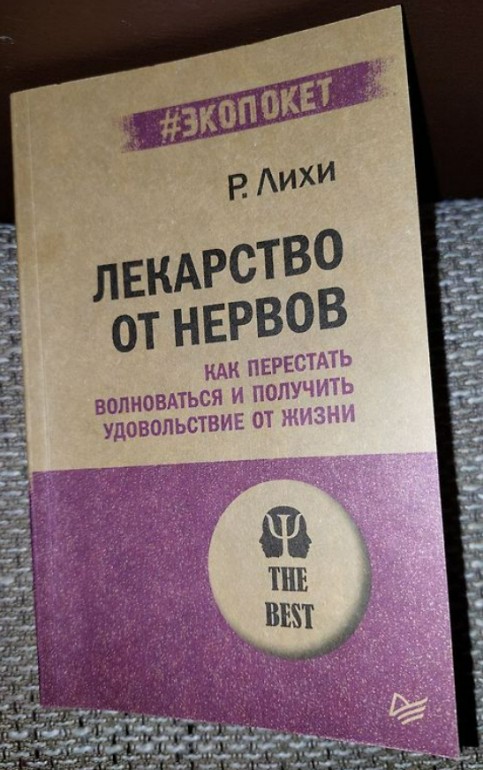 #ЭКОПОКЕТ
Р. Лихи
ЛЕКАРСТВО
ОТ НЕРВОВ
КАК ПЕРЕСТАТЬ
ВОЛНОВАТЬСЯ И ПОЛУЧИТЬ
УДОВОЛЬСТВИЕ ОТ ЖИЗНИ
Ψ
THE
BEST